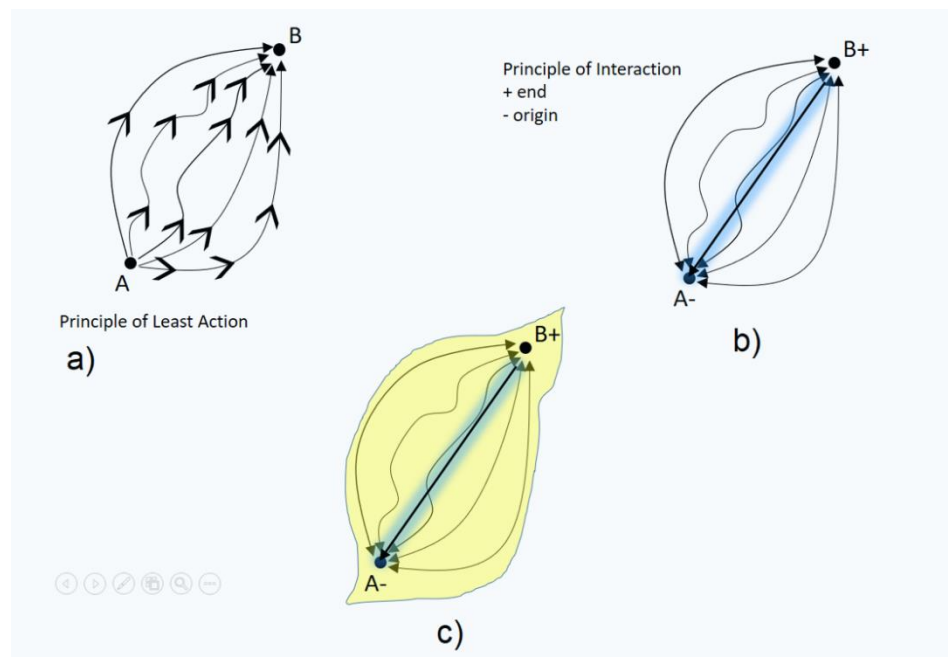 B
A
Principle of Least Action
a)
Principle of Interaction
+ end
- origin
B+
A-
b)
B+
A-
c)